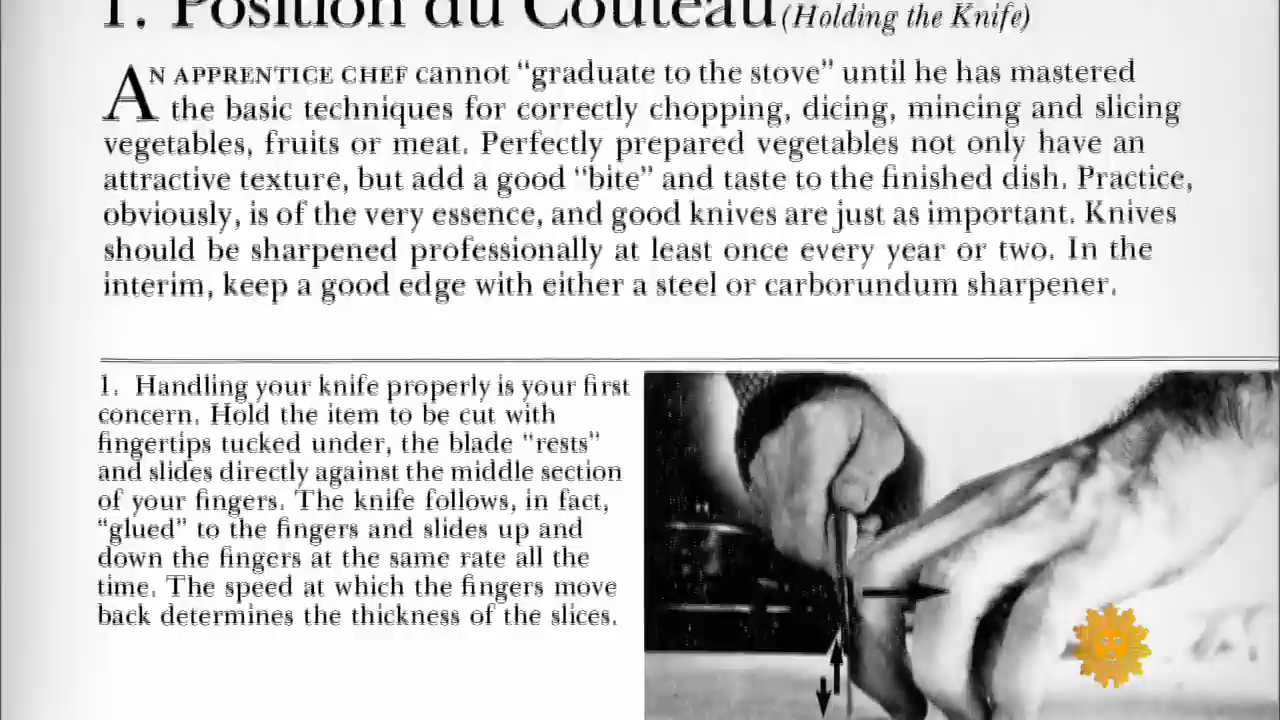 1. Position du Couteau (Holding the Knife)
AN APPRENTICE CHEF cannot “graduate to the stove” until he has mastered
the basic techniques for correctly chopping, dicing, mincing and slicing
vegetables, fruits or meat. Perfectly prepared vegetables not only have an
attractive texture, but add a good “bite” and taste to the finished dish. Practice,
obviously, is of the very essence, and good knives are just as important. Knives
should be sharpened professionally at least once every year or two. In the
interim, keep a good edge with either a steel or carborundum sharpener.
1. Handling your knife properly is your first
concern. Hold the item to be cut with
fingertips tucked under, the blade “rests”
and slides directly against the middle section
of your fingers. The knife follows, in fact,
“glued” to the fingers and slides up and
down the fingers at the same rate all the
time. The speed at which the fingers move
back determines the thickness of the slices.